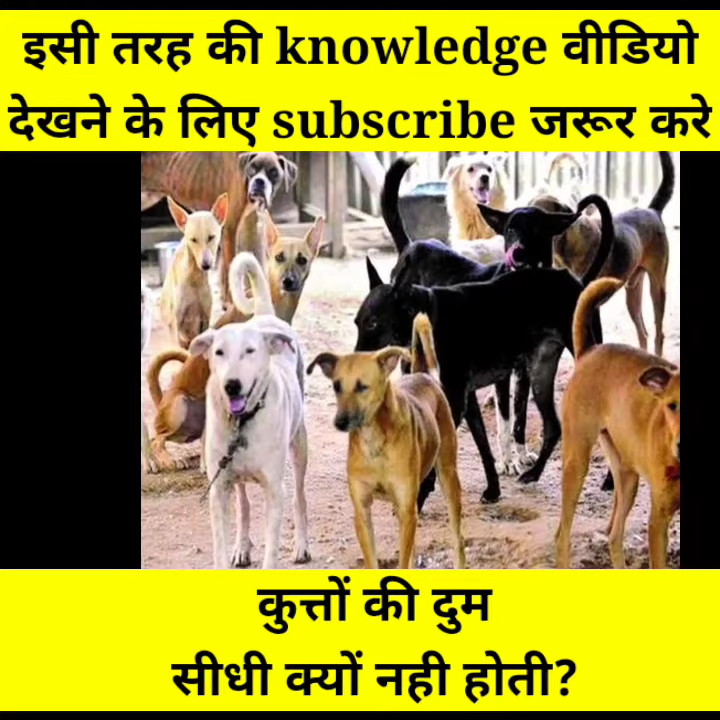 इसी तरह की knowledge वीडियो
देखने के लिए subscribe जरूर करे
कुत्तों की दुम
सीधी क्यों नही होती?